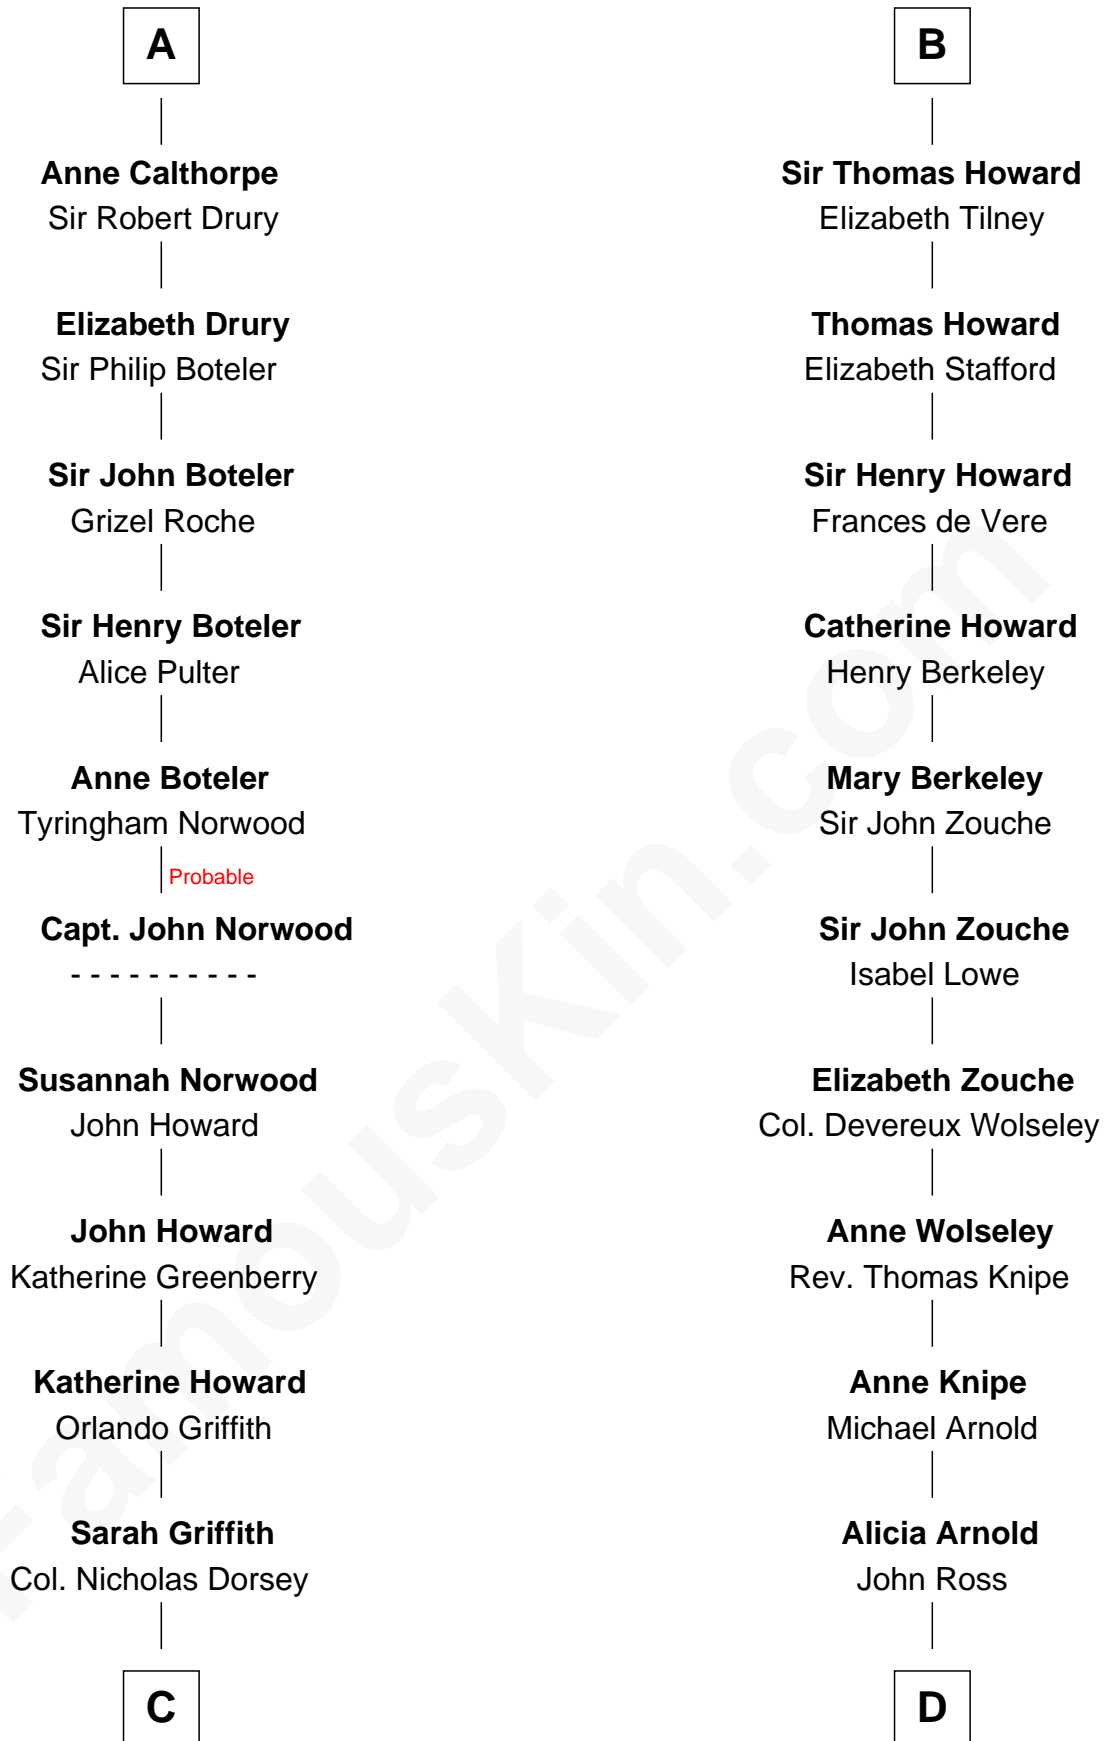 A
Anne Calthorpe
Sir Robert Drury
Elizabeth Drury
Sir Philip Boteler
Sir John Boteler
Grizel Roche
Sir Henry Boteler
Alice Pulter
Anne Boteler
Tyringham Norwood
Probable
Capt. John Norwood
- - - - - - - - - -
Susannah Norwood
John Howard
John Howard
Katherine Greenberry
Katherine Howard
Orlando Griffith
Sarah Griffith
Col. Nicholas Dorsey
C
B
Sir Thomas Howard
Elizabeth Tilney
Thomas Howard
Elizabeth Stafford
Sir Henry Howard
Frances de Vere
Catherine Howard
Henry Berkeley
Mary Berkeley
Sir John Zouche
Sir John Zouche
Isabel Lowe
Elizabeth Zouche
Col. Devereux Wolseley
Anne Wolseley
Rev. Thomas Knipe
Anne Knipe
Michael Arnold
Alicia Arnold
John Ross
D
FamousKin.com